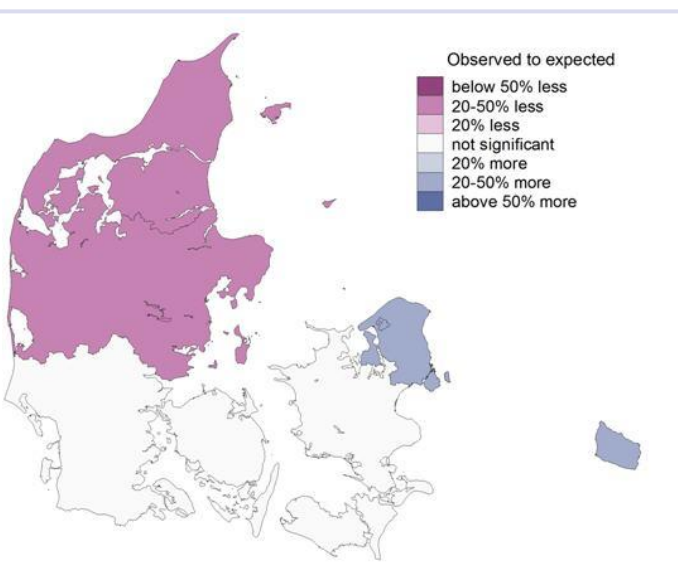 Observed to expected
below 50% less
20-50% less
20% less
not significant
20% more
20-50% more
above 50% more